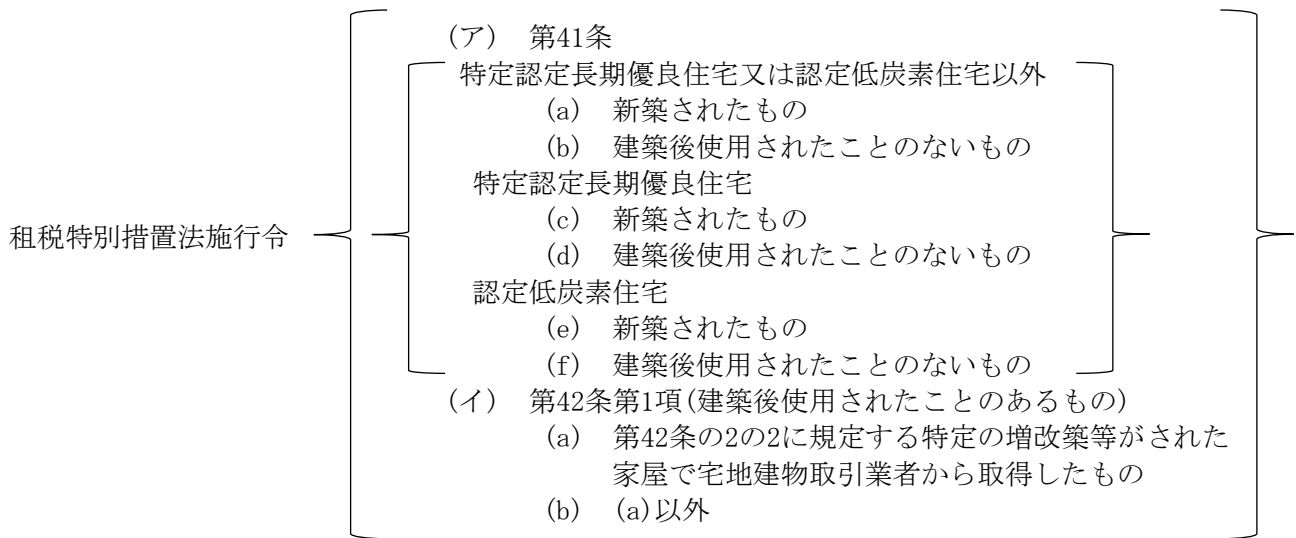 (ア) 第41条
特定認定長期優良住宅又は認定低炭素住宅以外
(a) 新築されたもの
(b) 建築後使用されたことのないもの
特定認定長期優良住宅
(c) 新築されたもの
租税特別措置法施行令
(d) 建築後使用されたことのないもの
認定低炭素住宅
(e) 新築されたもの
(f) 建築後使用されたことのないもの
(イ) 第42条第1項(建築後使用されたことのあるもの)
(a) 第42条の2の2に規定する特定の増改築等がされた
家屋で宅地建物取引業者から取得したもの
(b) (a)以外